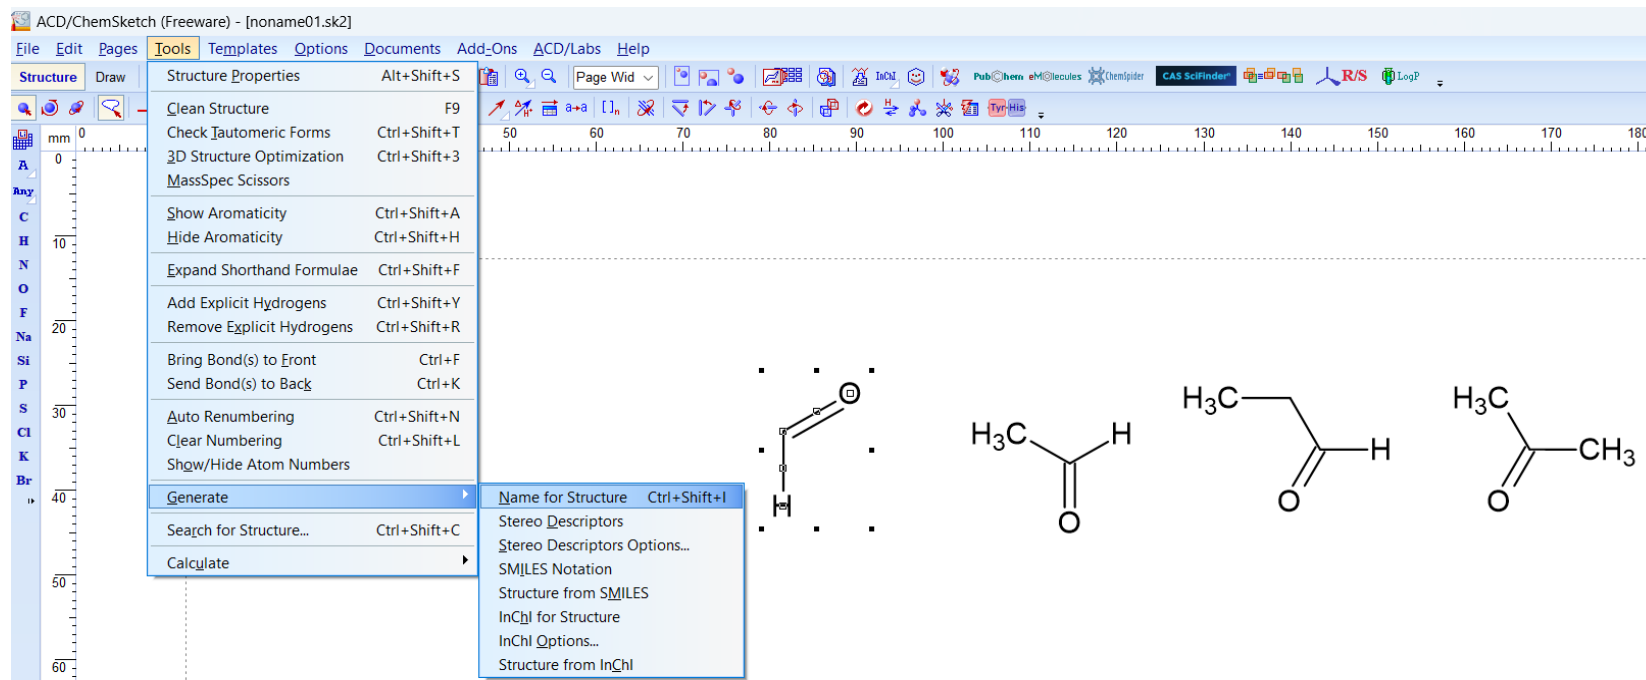 ACD/ChemSketch (Freeware) - [noname01.sk2]
File Edit Pages Tools Templates Options Documents Add-Ons ACD/Labs Help
Structure Draw
Page Wid
InChI
PubChem eMolecules ChemSpider CAS SciFinder R/S LogP
a→a [ ]n H Tyr His
mm 0 50 60 70 80 90 100 110 120 130 140 150 160 170 180
0
10
20
30
40
50
60
A
Any
C
H
N
O
F
Na
Si
P
S
Cl
K
Br
Structure Properties Alt+Shift+S
Clean Structure F9
Check Tautomeric Forms Ctrl+Shift+T
3D Structure Optimization Ctrl+Shift+3
MassSpec Scissors
Show Aromaticity Ctrl+Shift+A
Hide Aromaticity Ctrl+Shift+H
Expand Shorthand Formulae Ctrl+Shift+F
Add Explicit Hydrogens Ctrl+Shift+Y
Remove Explicit Hydrogens Ctrl+Shift+R
Bring Bond(s) to Front Ctrl+F
Send Bond(s) to Back Ctrl+K
Auto Renumbering Ctrl+Shift+N
Clear Numbering Ctrl+Shift+L
Show/Hide Atom Numbers
Generate
Search for Structure... Ctrl+Shift+C
Calculate
Name for Structure Ctrl+Shift+I
Stereo Descriptors
Stereo Descriptors Options...
SMILES Notation
Structure from SMILES
InChI for Structure
InChI Options...
Structure from InChI
O
H
H₃C H
O
H₃C
H
O
H₃C
CH₃
O